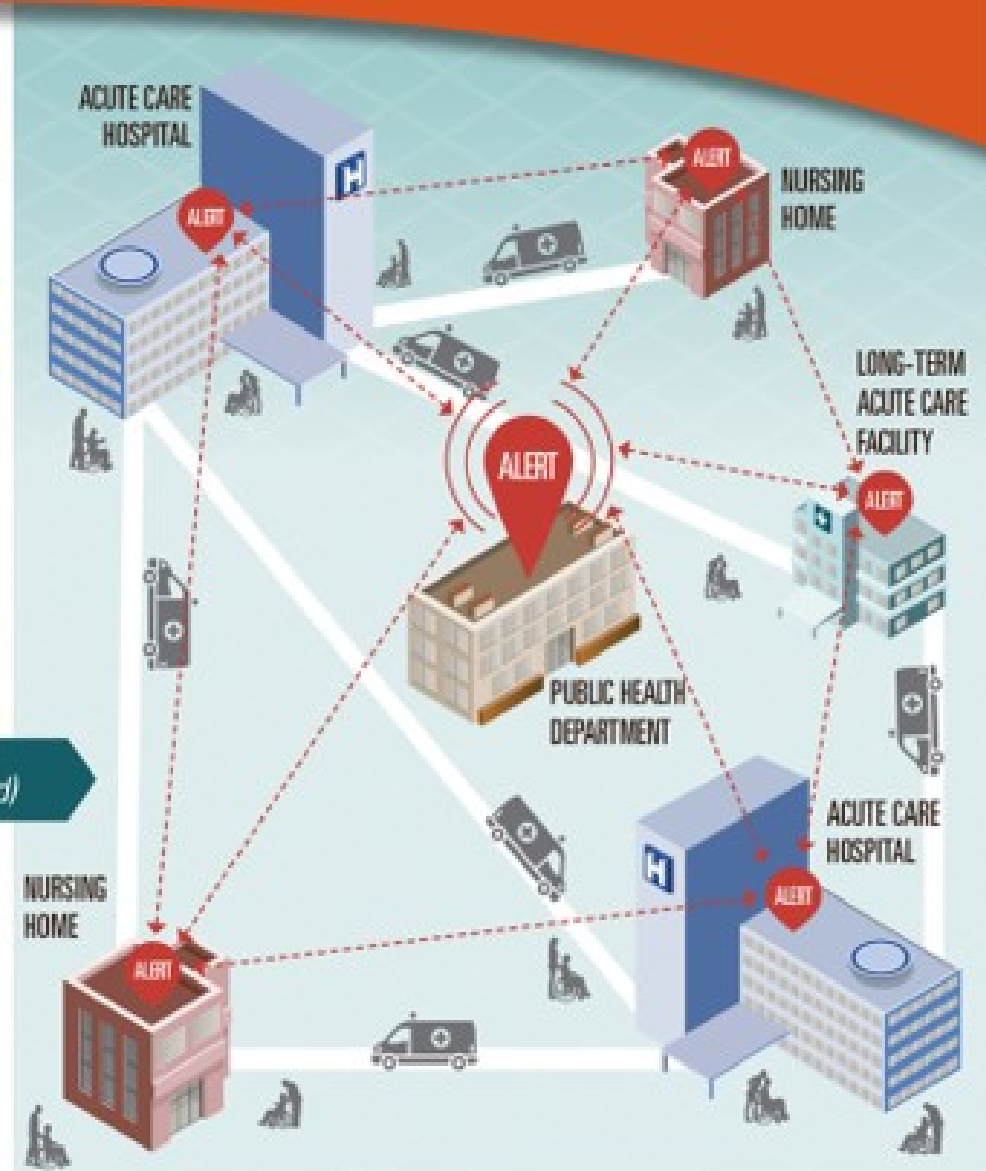 ACUTE CARE
HOSPITAL
H
ALERT
NURSING
HOME
ALERT
LONG-TERM
ACUTE CARE
FACILITY
ALERT
ALERT
PUBLIC HEALTH
DEPARTMENT
d)
ACUTE CARE
HOSPITAL
H
ALERT
NURSING
HOME
ALERT